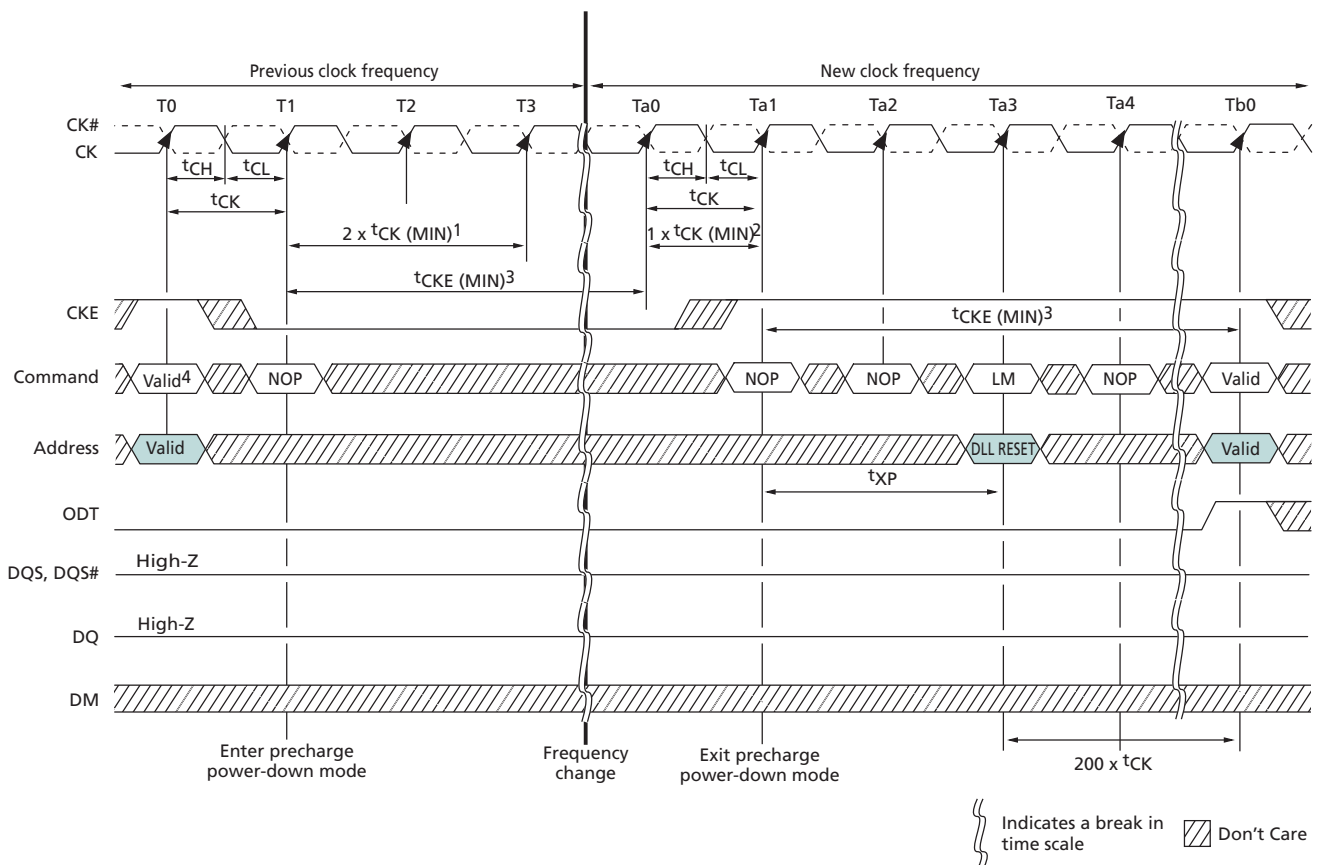 Previous clock frequency New clock frequency
T0 T1 T2 T3 Ta0 Ta1 Ta2 Ta3 Ta4 Tb0
CK#
CK
tCH tCL tCH tCL
tCK tCK
2 x tCK (MIN)1 1 x tCK (MIN)2
tCKE (MIN)3
CKE tCKE (MIN)3
Command Valid4 NOP NOP NOP LM NOP Valid
Address Valid DLL RESET Valid
tXP
ODT
High-Z
DQS, DQS#
High-Z
DQ
DM
Enter precharge power-down mode
Frequency change
Exit precharge power-down mode
200 x tCK
Indicates a break in time scale
Don't Care